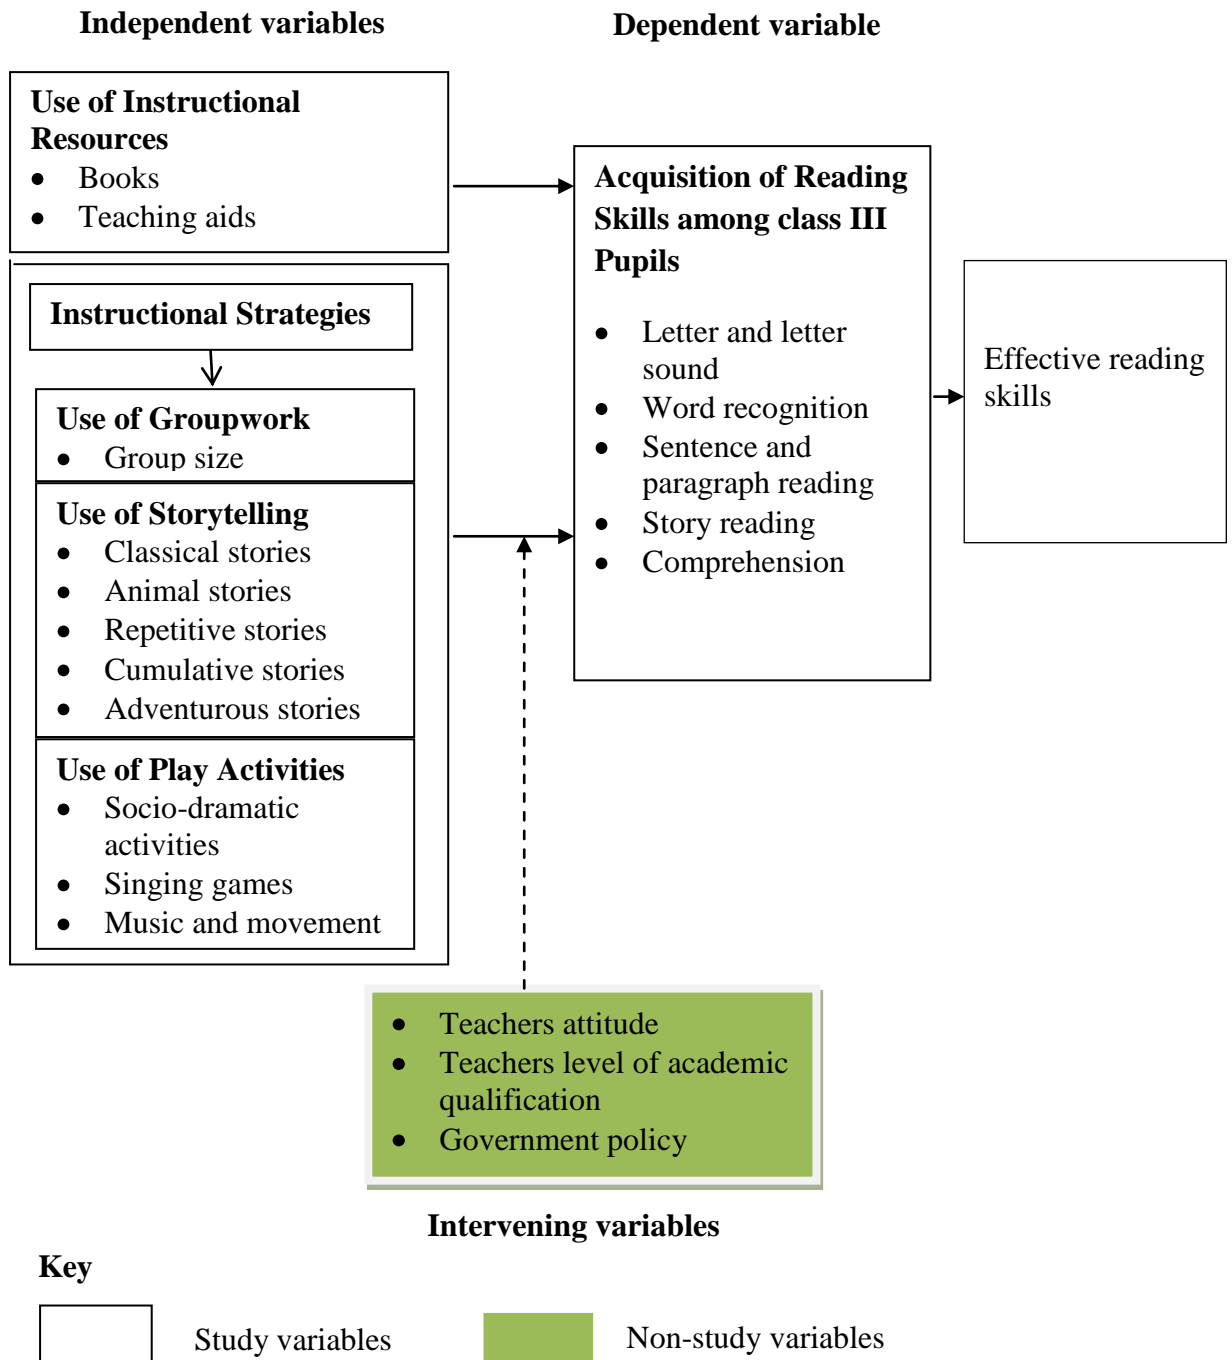 Independent variables
Dependent variable
Use of Instructional
Resources
• Books
• Teaching aids
Instructional Strategies
Use of Groupwork
• Group size
Use of Storytelling
• Classical stories
• Animal stories
• Repetitive stories
• Cumulative stories
• Adventurous stories
Use of Play Activities
• Socio-dramatic
activities
• Singing games
• Music and movement
Acquisition of Reading
Skills among class III
Pupils
• Letter and letter
sound
• Word recognition
• Sentence and
paragraph reading
• Story reading
• Comprehension
Effective reading
skills
• Teachers attitude
• Teachers level of academic
qualification
• Government policy
Intervening variables
Key
Study variables
Non-study variables